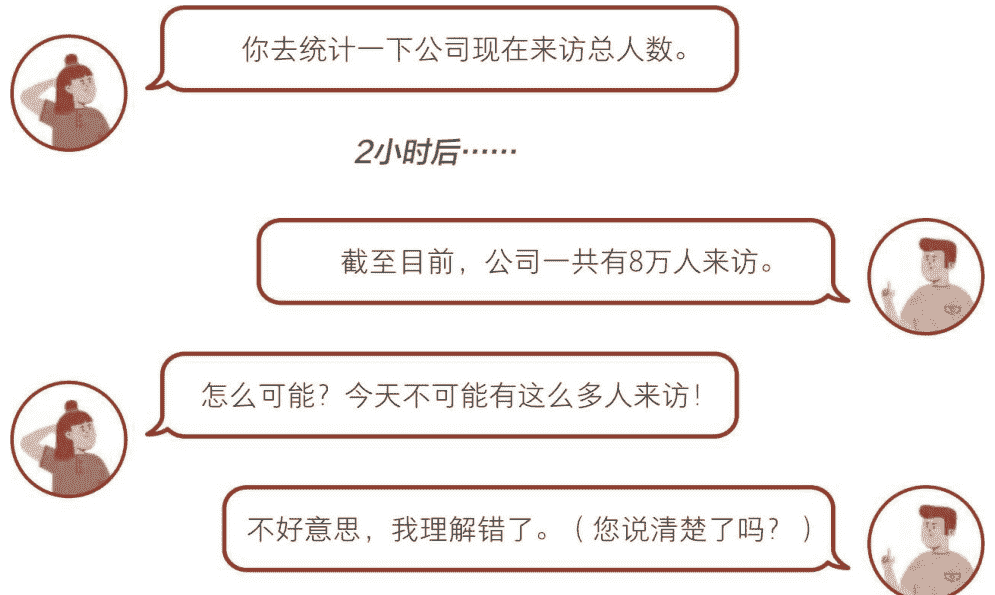 你去统计一下公司现在来访总人数。
2小时后……
截至目前，公司一共有8万人来访。
怎么可能？今天不可能有这么多人来访！
不好意思，我理解错了。（您说清楚了吗？）